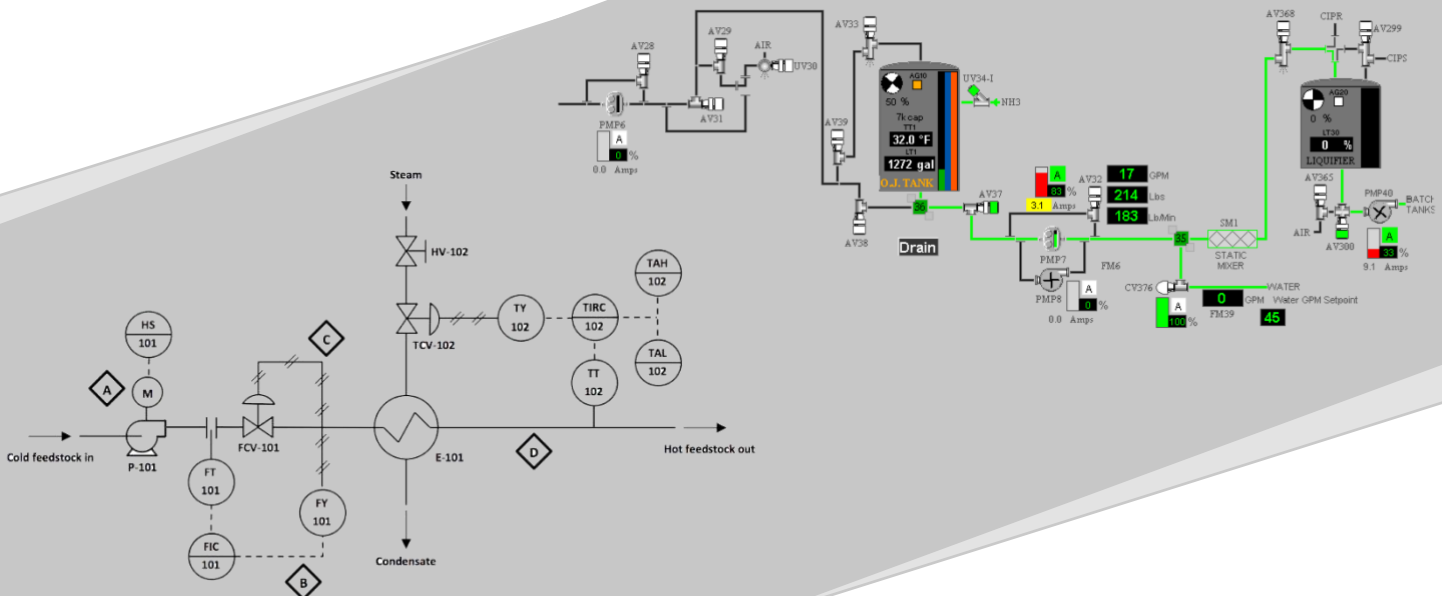 AV28
AV29
AIR
UV30
PMP6
A
0 %
0.0 Amps
AV31
AV33
AV39
AV38
AG10
50 %
7k cap
TT1
32.0 °F
LT1
1272 gal
O.J. TANK
UV34-I
NH3
36
AV37
Drain
A
83 %
3.1 Amps
AV32
17 GPM
214 Lbs
183 Lb/Min
PMP7
PMP8
FM6
A
0 %
0.0 Amps
35
SM1
STATIC
MIXER
CV376
A
100 %
WATER
0 GPM Water GPM Setpoint
FM39
45
AV368
CIPR
AV299
CIPS
AG20
0 %
LT30
0 %
LIQUIFIER
AV365
AIR
AV300
PMP40
BATCH
TANKS
A
33 %
9.1 Amps
Steam
HV-102
TCV-102
TY
102
TIRC
102
TAH
102
TAL
102
TT
102
HS
101
A
M
C
Cold feedstock in
P-101
FCV-101
E-101
D
Hot feedstock out
FT
101
FY
101
FIC
101
B
Condensate